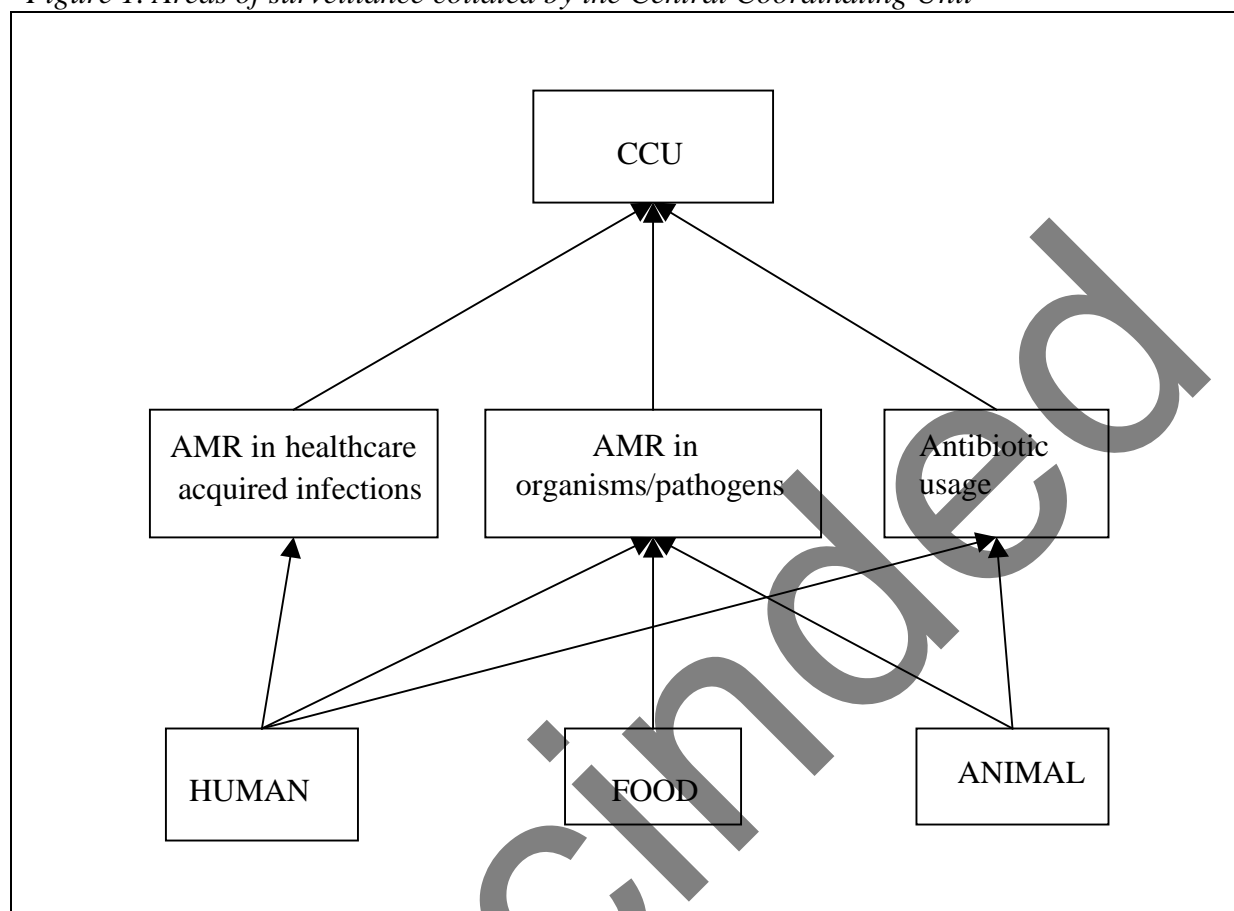 Figure 1: Areas of surveillance collated by the Central Coordinating Unit
CCU
AMR in healthcare
acquired infections
AMR in
organisms/pathogens
Antibiotic
usage
HUMAN
FOOD
ANIMAL
cinded